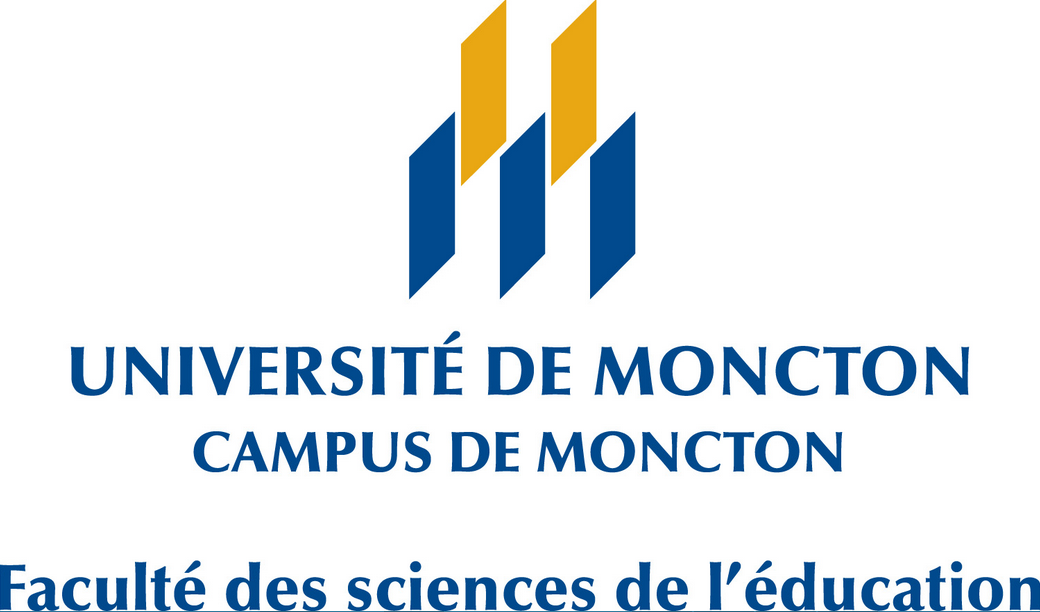 UNIVERSITÉ DE MONCTON
CAMPUS DE MONCTON
Faculté des sciences de l’éducation